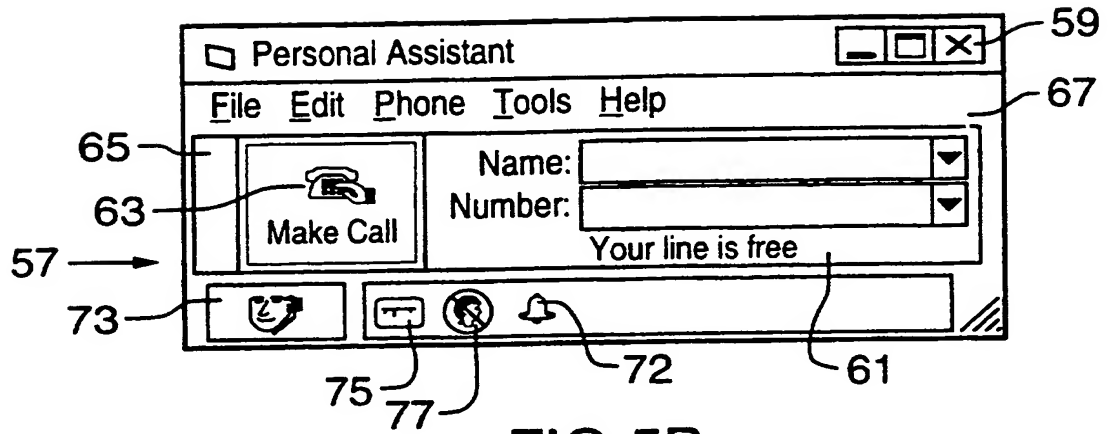 Personal Assistant
59
File Edit Phone Tools Help
67
65
Name:
63
Number:
Make Call
Your line is free
57
73
75
77
72
61